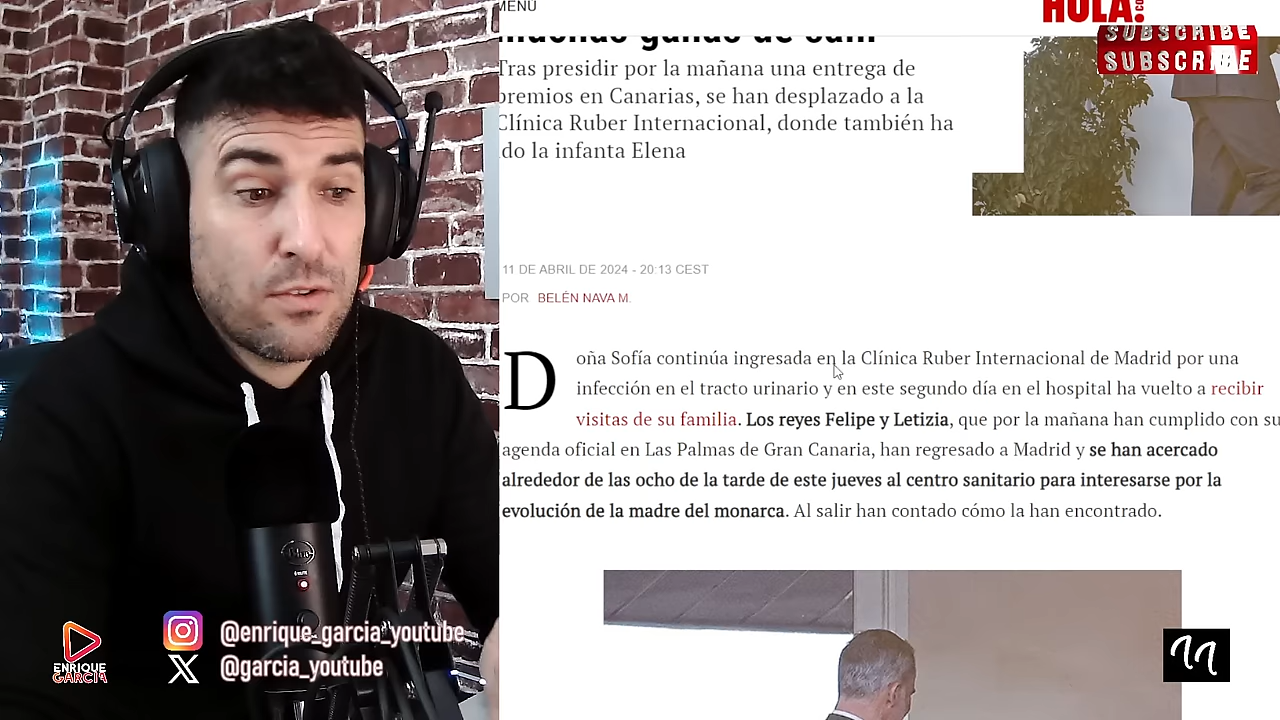 MENÚ
HOLA!
SUBSCRIBE
SUBSCRIBE
Tras presidir por la mañana una entrega de
premios en Canarias, se han desplazado a la
Clínica Ruber Internacional, donde también ha
do la infanta Elena
11 DE ABRIL DE 2024 - 20:13 CEST
POR BELÉN NAVA M.
Doña Sofía continúa ingresada en la Clínica Ruber Internacional de Madrid por una
infección en el tracto urinario y en este segundo día en el hospital ha vuelto a recibir
visitas de su familia. Los reyes Felipe y Letizia, que por la mañana han cumplido con su
agenda oficial en Las Palmas de Gran Canaria, han regresado a Madrid y se han acercado
alrededor de las ocho de la tarde de este jueves al centro sanitario para interesarse por la
evolución de la madre del monarca. Al salir han contado cómo la han encontrado.
@enrique_garcia_youtube
@garcia_youtube
ENRIQUE
GARCIA